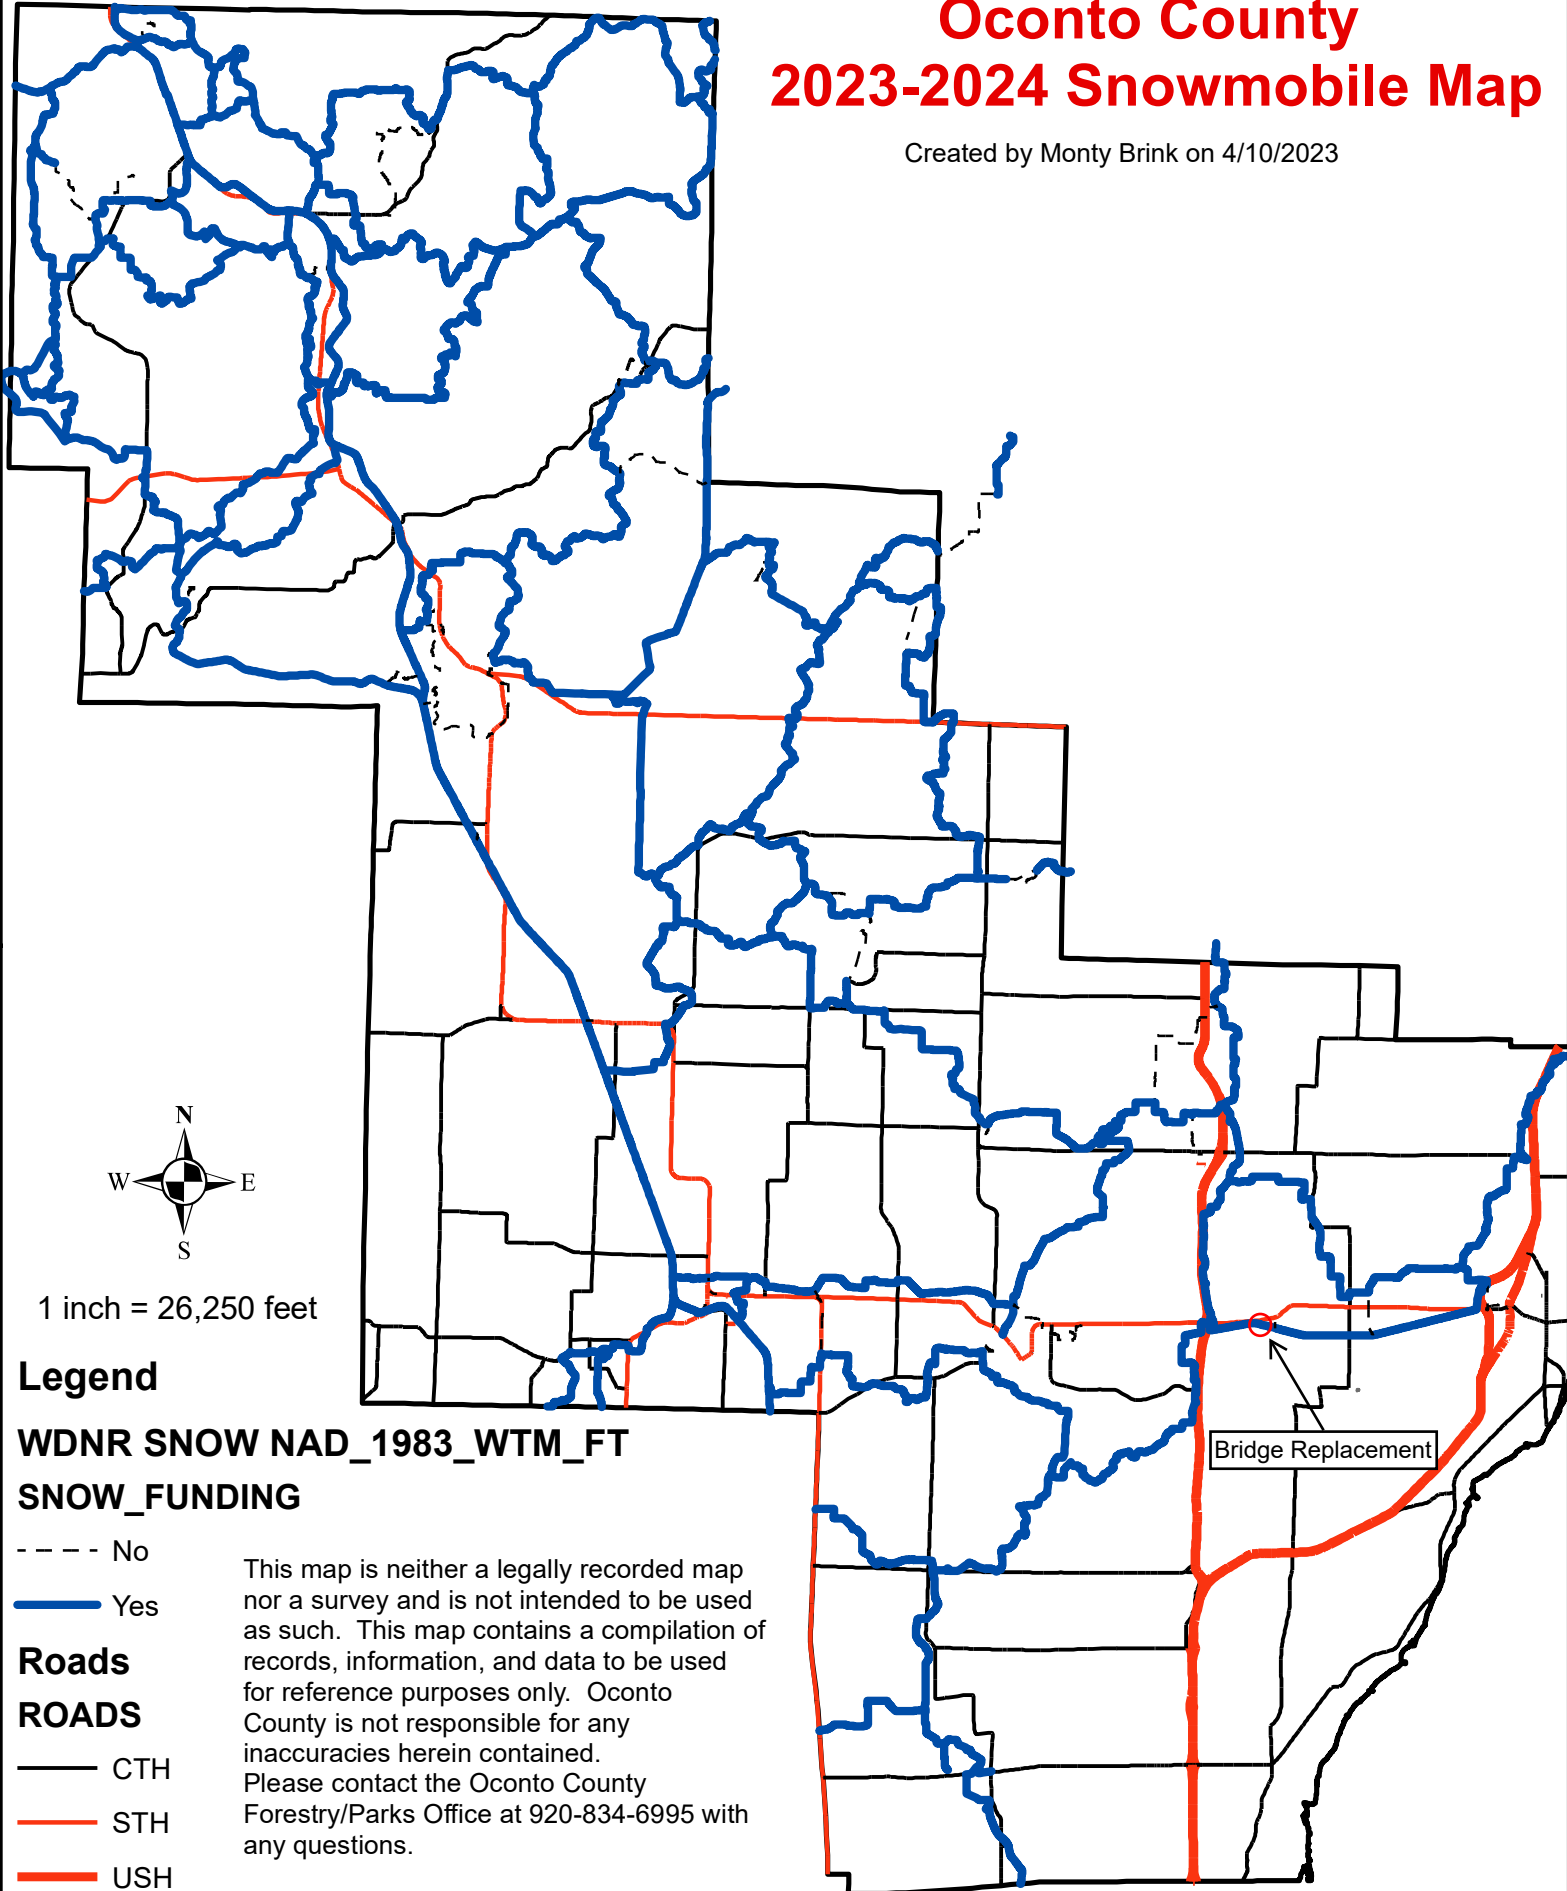 Oconto County
2023-2024 Snowmobile Map
Created by Monty Brink on 4/10/2023
N
W
E
S
1 inch = 26,250 feet
Bridge Replacement
Legend
WDNR SNOW NAD_1983_WTM_FT
SNOW_FUNDING
No
Yes
Roads
ROADS
CTH
STH
USH
This map is neither a legally recorded map
nor a survey and is not intended to be used
as such.  This map contains a compilation of
records, information, and data to be used
for reference purposes only.  Oconto
County is not responsible for any
inaccuracies herein contained.
Please contact the Oconto County
Forestry/Parks Office at 920-834-6995 with
any questions.